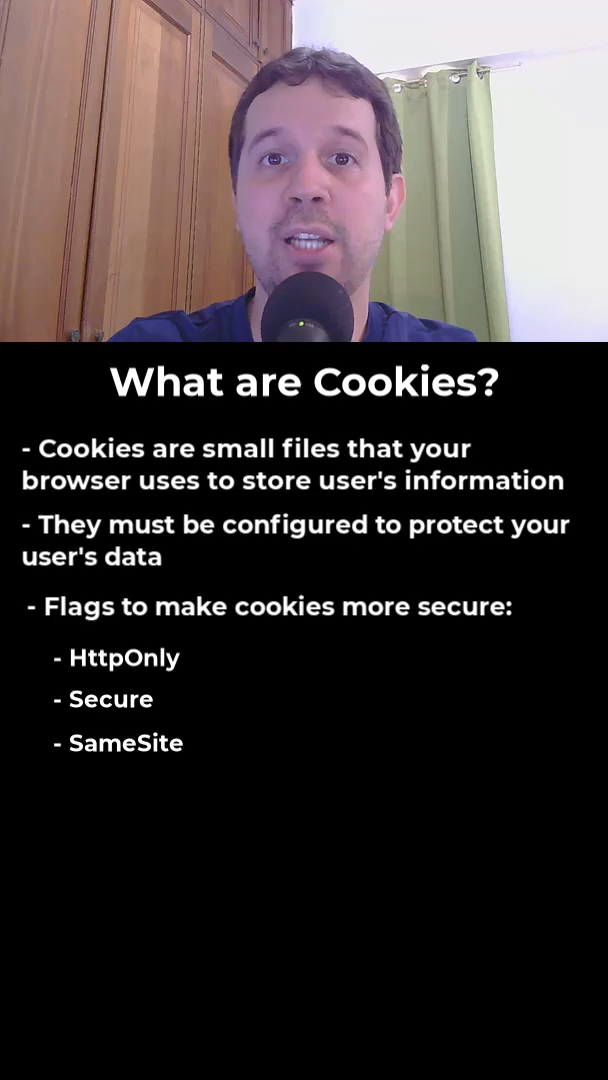 What are Cookies?
- Cookies are small files that your
browser uses to store user's information
- They must be configured to protect your
user's data
- Flags to make cookies more secure:
- HttpOnly
- Secure
- SameSite